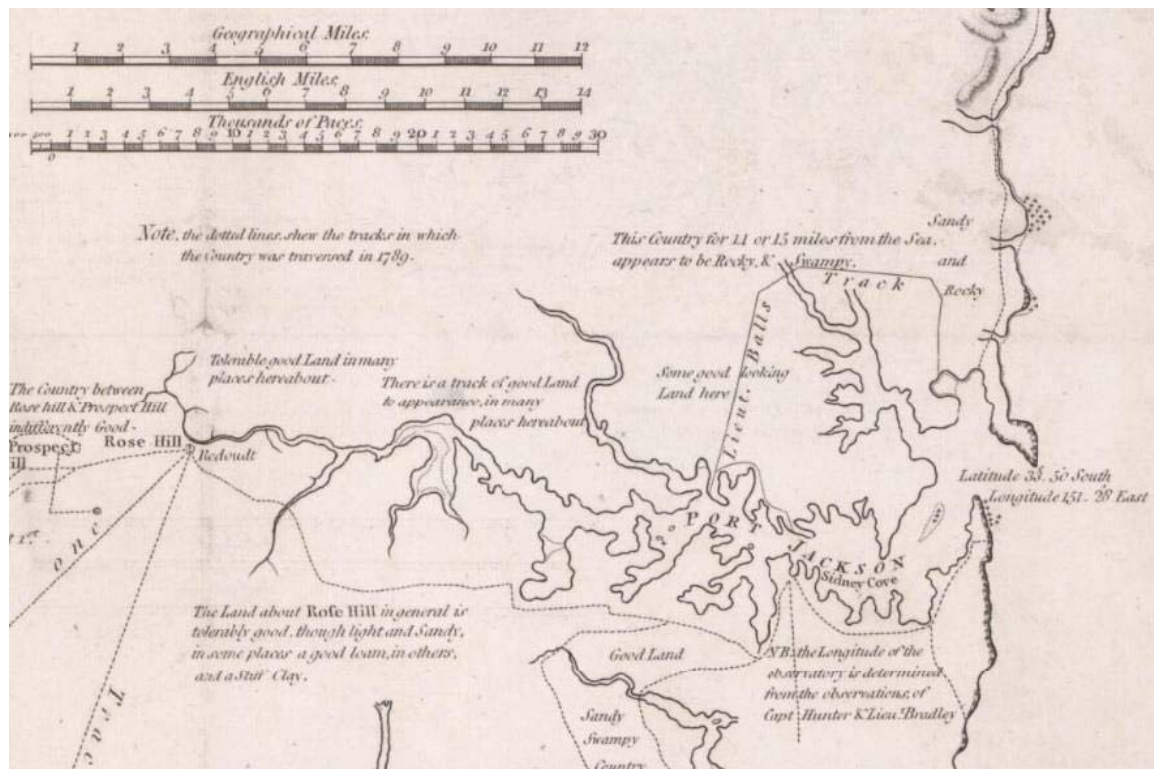 Geographical Miles.
1 2 3 4 5 6 7 8 9 10 11 12
English Miles.
1 2 3 4 5 6 7 8 9 10 11 12 13 14
Thousands of Paces.
1 2 3 4 5 6 7 8 9 10 1 2 3 4 5 6 7 8 9 20 1 2 3 4 5 6 7 8 9 30
0
Note, the dotted lines, shew the tracks in which
the Country was traversed in 1789.
This Country for 14 or 15 miles from the Sea,
appears to be Rocky, & Swampy.
Sandy
and
Rocky
Track
Lieut. Balls
Some good looking
Land here
Tolerable good Land in many
places hereabout.
There is a track of good Land
to appearance, in many
places hereabout
The Country between
Rose hill & Prospect Hill
indifferently Good.
Prospect
ill
Rose Hill
Redoubt
Latitude 33. 50 South
Longitude 151. 28 East
PORT JACKSON
Sidney Cove
The Land about Rose Hill in general is
tolerably good, though light and Sandy,
in some places a good loam, in others,
and a Stiff Clay.
Good Land
NB. the Longitude of the
observatory is determined
from the observations, of
Capt. Hunter & Lieut. Bradley
Sandy
Swampy
Country
one
Trac